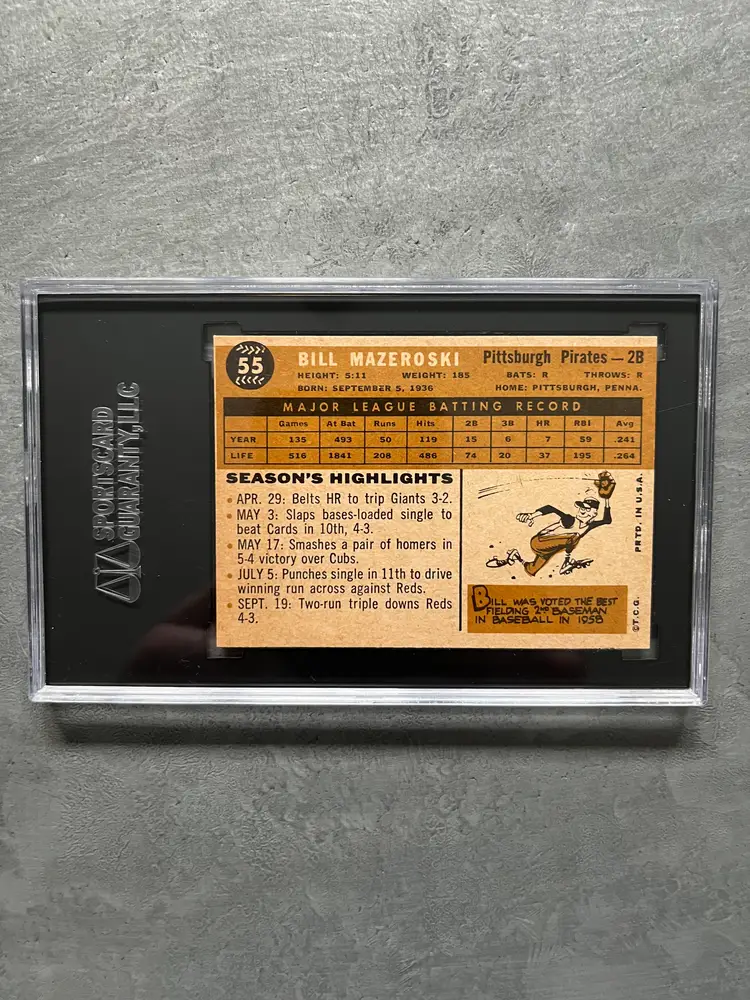 SPORTSCARD
GUARANTY, LLC
55
BILL MAZEROSKI Pittsburgh Pirates — 2B
HEIGHT: 5:11 WEIGHT: 185 BATS: R THROWS: R
BORN: SEPTEMBER 5, 1936 HOME: PITTSBURGH, PENNA.
MAJOR LEAGUE BATTING RECORD
Games At Bat Runs Hits 2B 3B HR RBI Avg
YEAR 135 493 50 119 15 6 7 59 .241
LIFE 516 1841 208 486 74 20 37 195 .264
SEASON'S HIGHLIGHTS
• APR. 29: Belts HR to trip Giants 3-2.
• MAY 3: Slaps bases-loaded single to
beat Cards in 10th, 4-3.
• MAY 17: Smashes a pair of homers in
5-4 victory over Cubs.
• JULY 5: Punches single in 11th to drive
winning run across against Reds.
• SEPT. 19: Two-run triple downs Reds
4-3.
BILL WAS VOTED THE BEST
FIELDING 2ND BASEMAN
IN BASEBALL IN 1958
©T.C.G. PRTD. IN U.S.A.